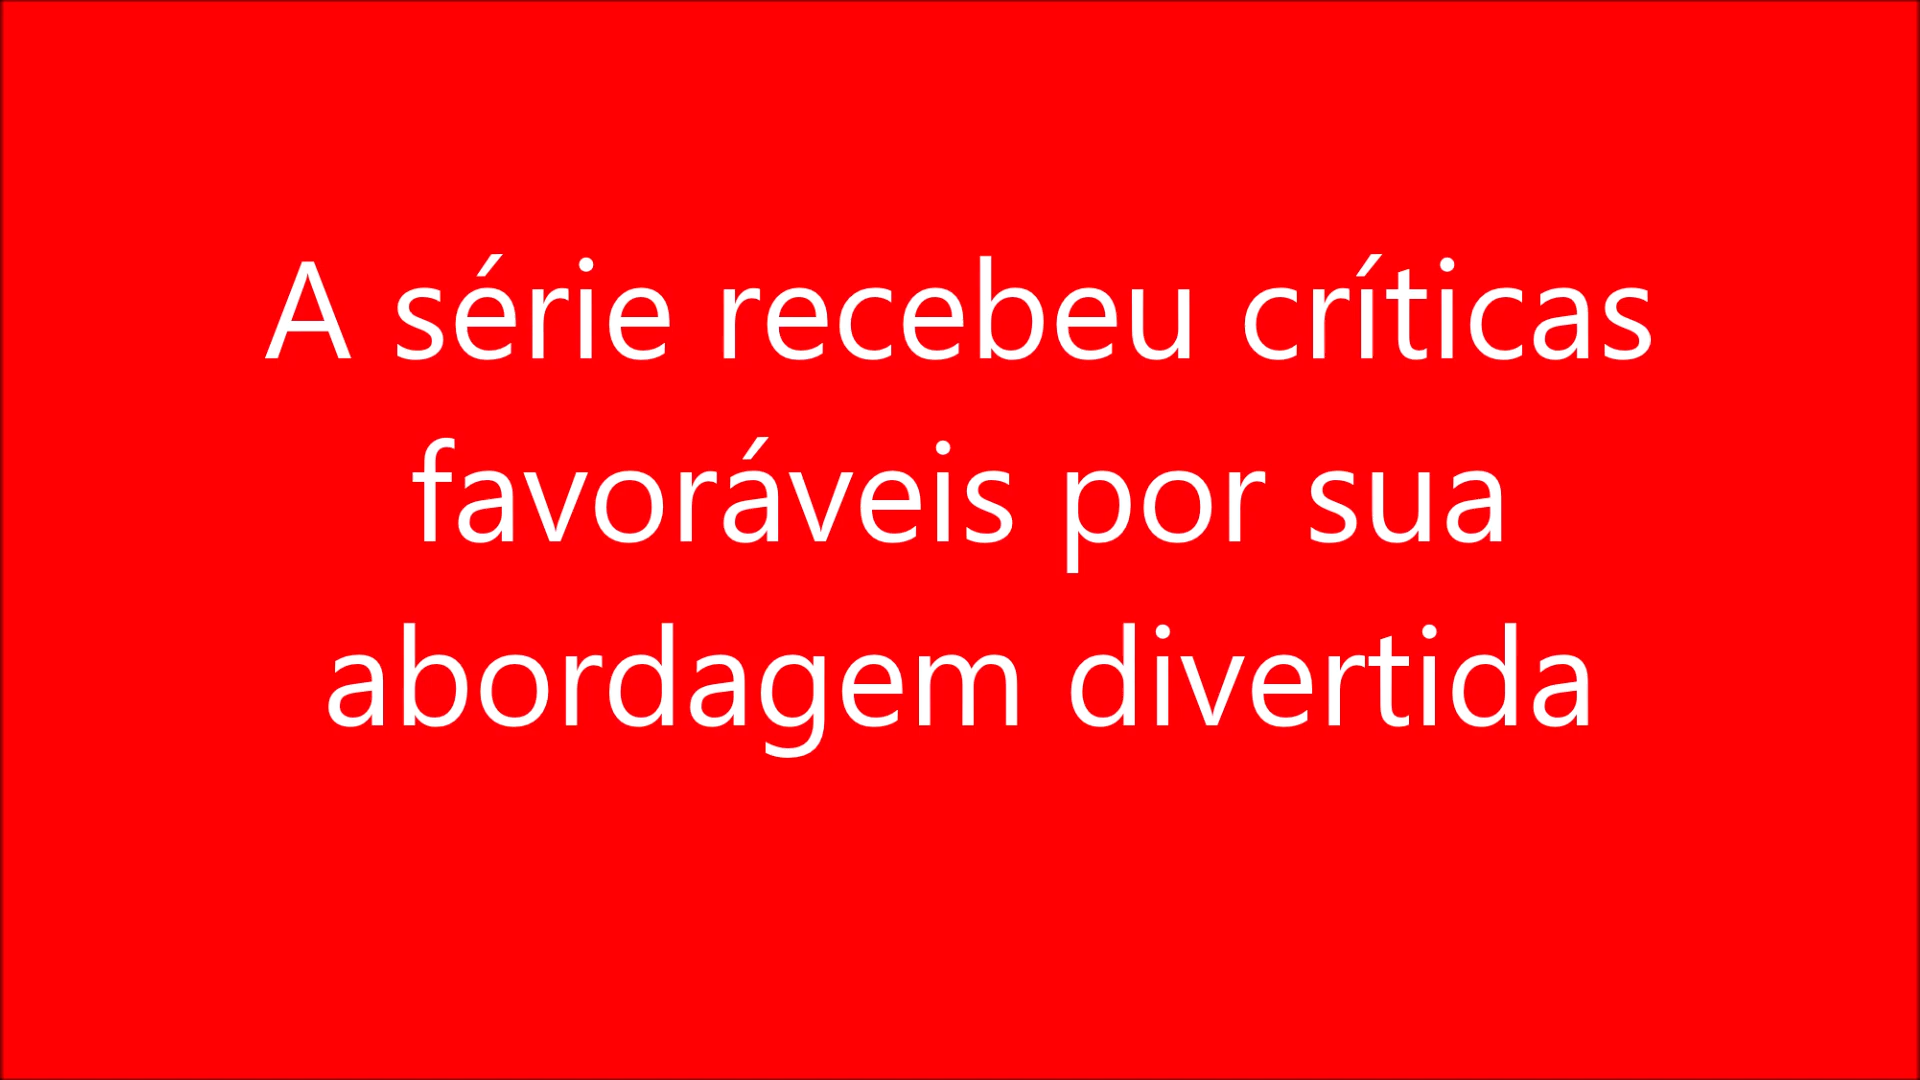 A série recebeu críticas
favoráveis por sua
abordagem divertida